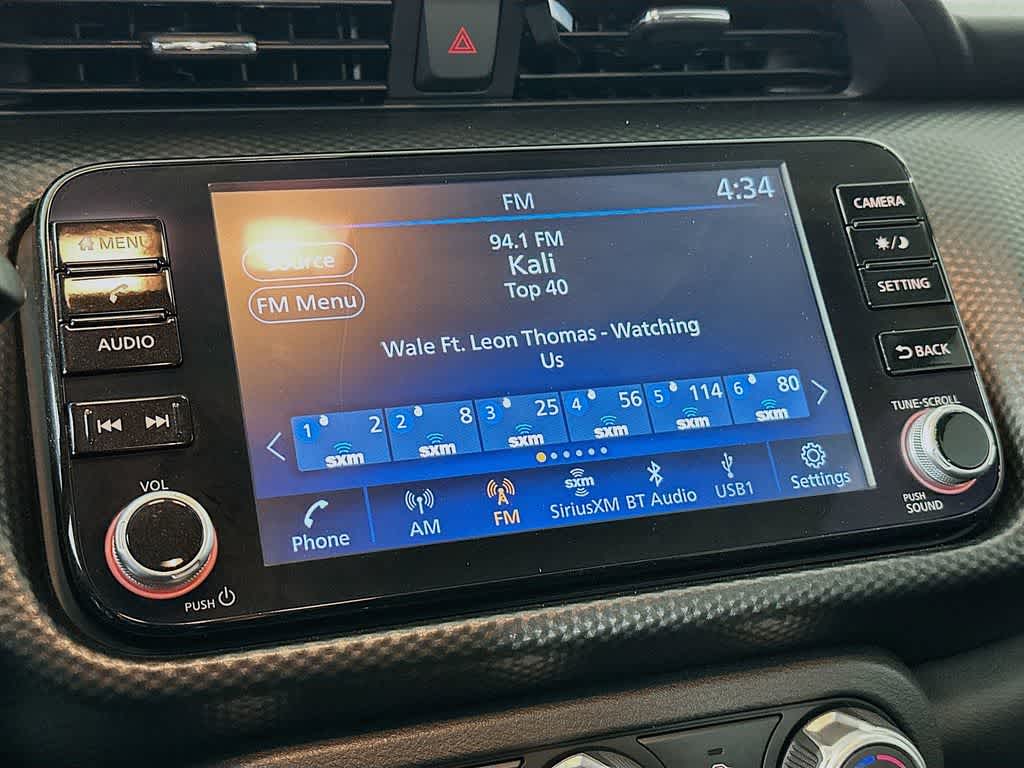 FM
4:34
MENU
AUDIO
VOL
PUSH
Source
FM Menu
94.1 FM
Kali
Top 40
Wale Ft. Leon Thomas - Watching
Us
1 2 sxm
2 8 sxm
3 25 sxm
4 56 sxm
5 114 sxm
6 80 sxm
Phone
AM
FM
sxm
SiriusXM
BT Audio
USB1
Settings
CAMERA
SETTING
BACK
TUNE·SCROLL
PUSH
SOUND